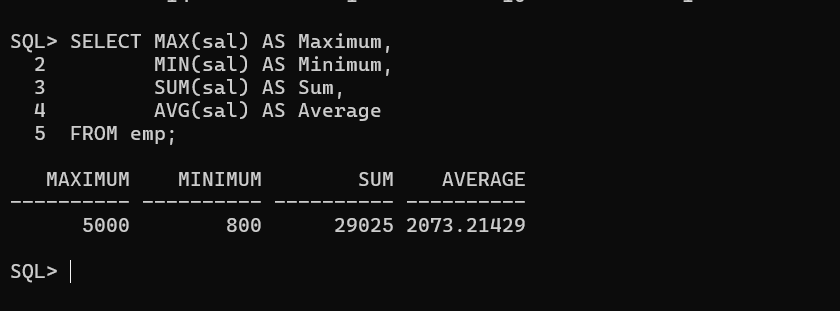 SQL> SELECT MAX(sal) AS Maximum,
  2         MIN(sal) AS Minimum,
  3         SUM(sal) AS Sum,
  4         AVG(sal) AS Average
  5  FROM emp;
   MAXIMUM    MINIMUM        SUM    AVERAGE
---------- ---------- ---------- ----------
      5000        800      29025 2073.21429
SQL>